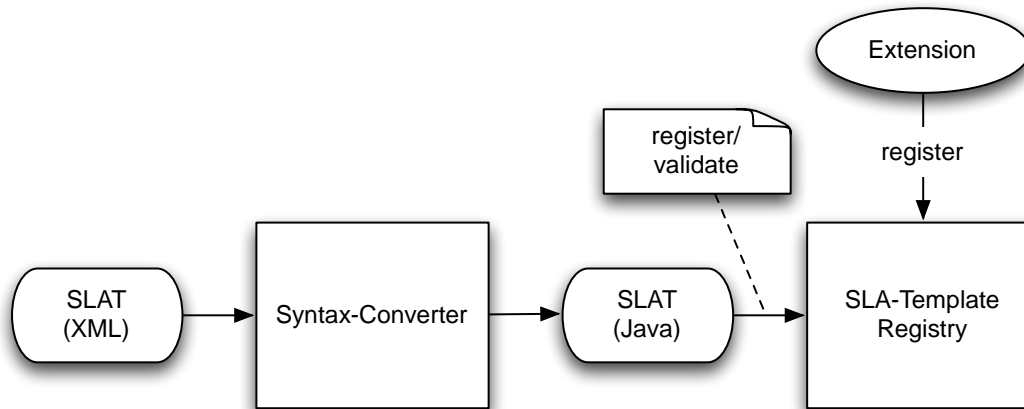 Extension
register/
validate
register
SLAT
(XML)
Syntax-Converter
SLAT
(Java)
SLA-Template
Registry